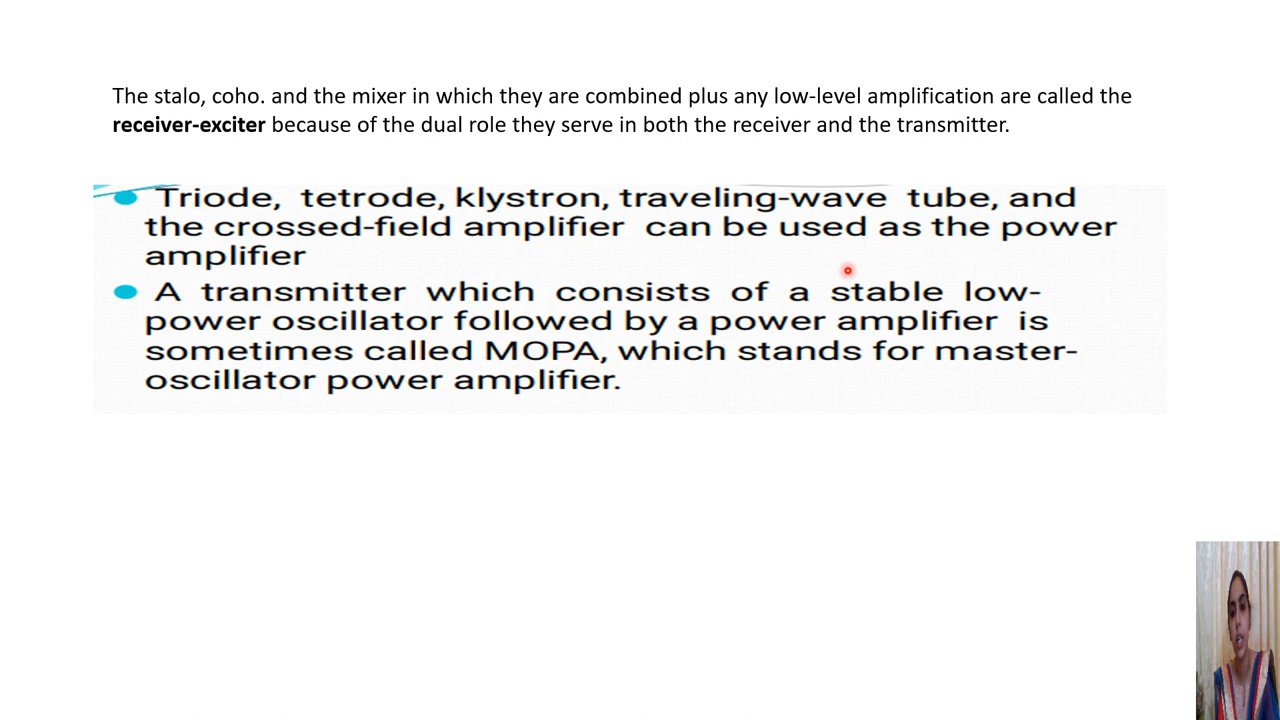 The stalo, coho. and the mixer in which they are combined plus any low-level amplification are called the
receiver-exciter because of the dual role they serve in both the receiver and the transmitter.
Triode, tetrode, klystron, traveling-wave tube, and
the crossed-field amplifier can be used as the power
amplifier
A transmitter which consists of a stable low-
power oscillator followed by a power amplifier is
sometimes called MOPA, which stands for master-
oscillator power amplifier.